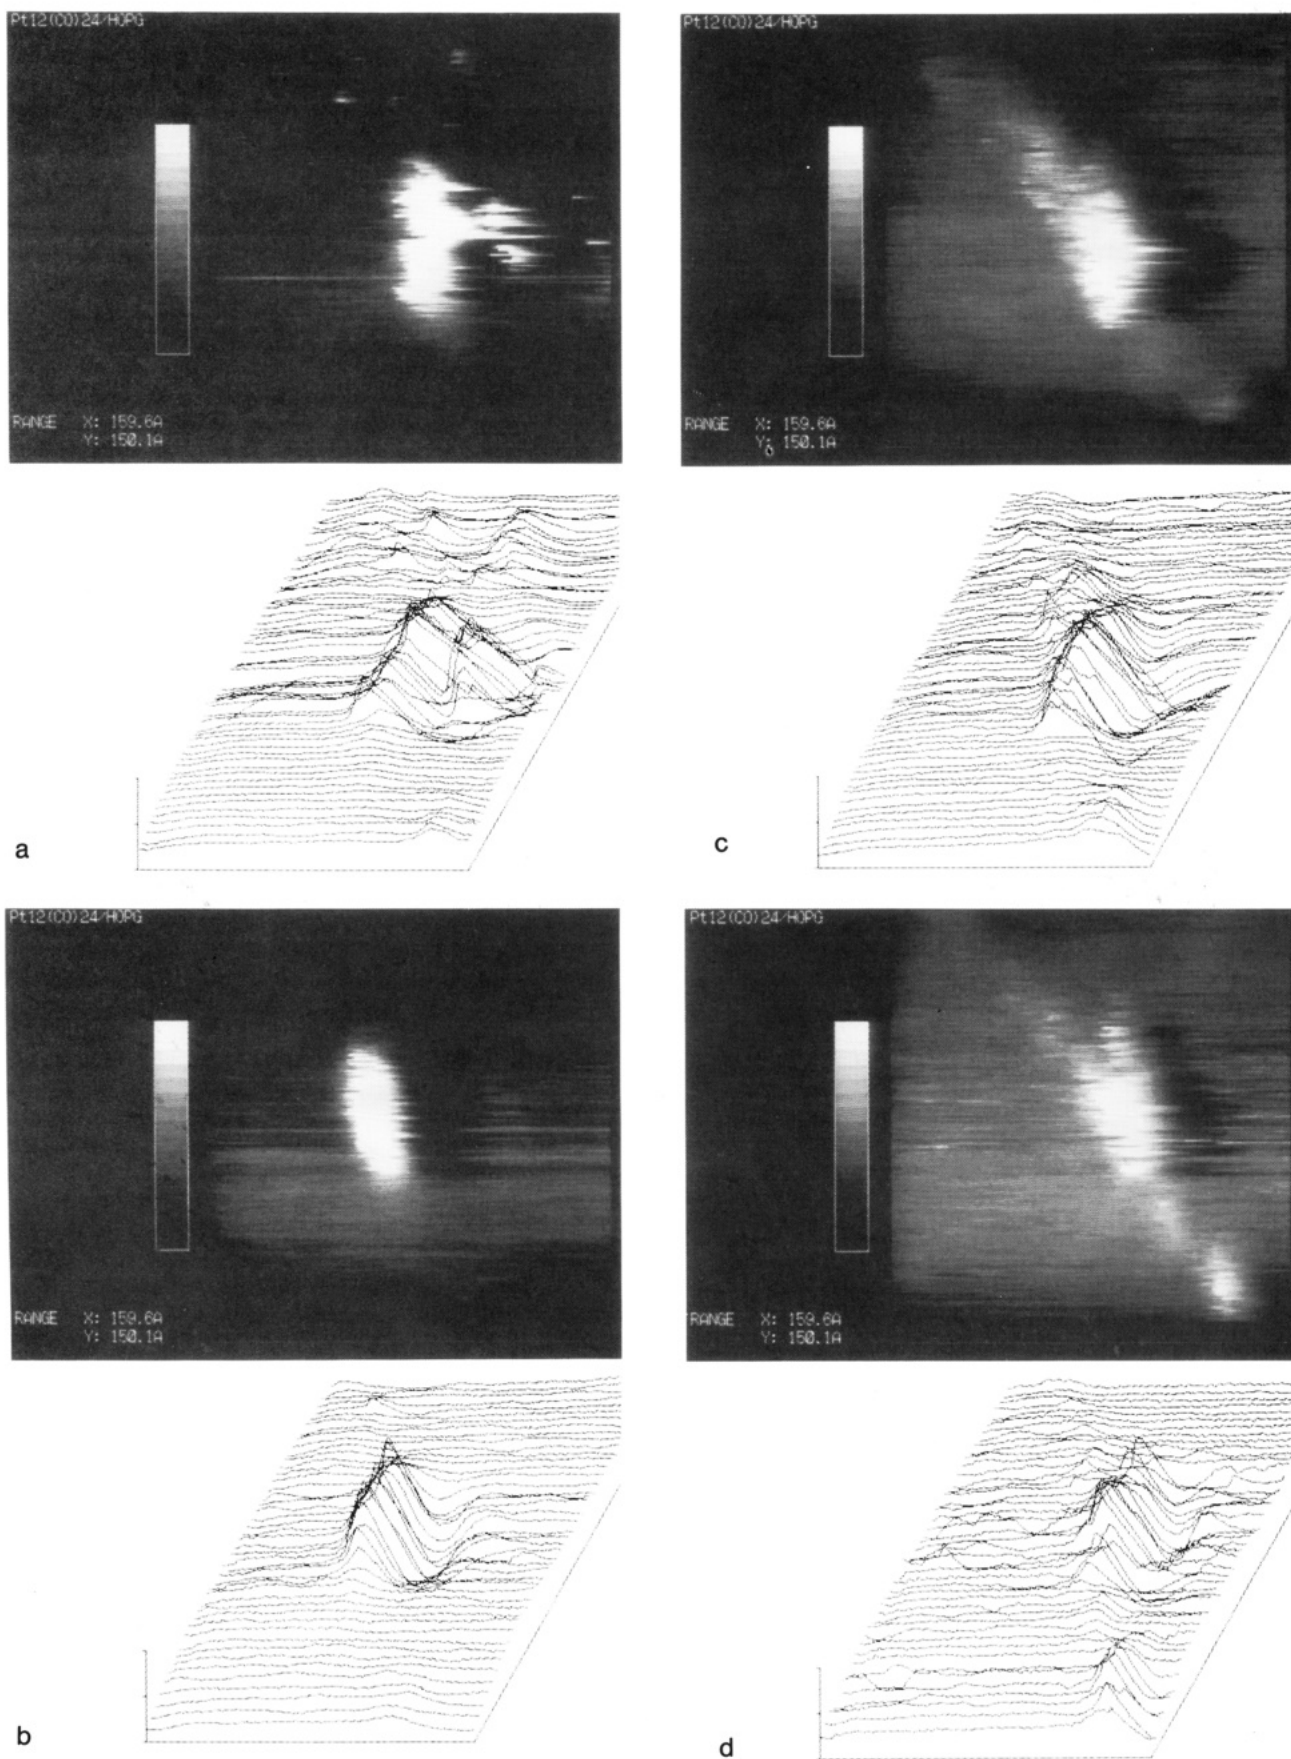 Pt12(CO)24/HOPG
RANGE X: 159.6A
Y: 150.1A
a
Pt12(CO)24/HOPG
RANGE X: 159.6A
Y: 150.1A
c
Pt12(CO)24/HOPG
RANGE X: 159.6A
Y: 150.1A
b
Pt12(CO)24/HOPG
RANGE X: 159.6A
Y: 150.1A
d